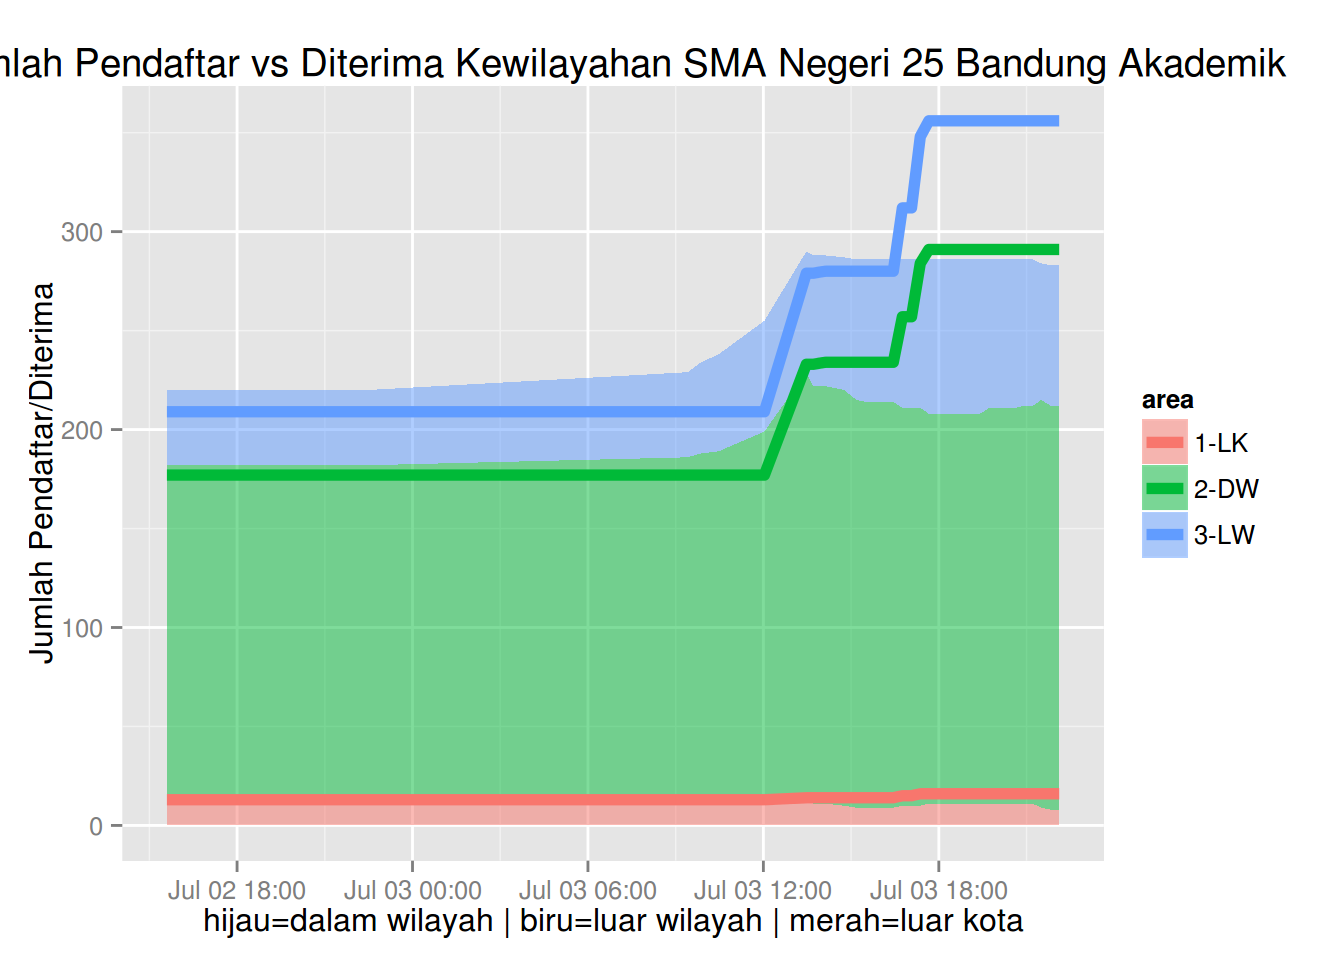 Pendaftar vs Diterima Kewilayahan SMA Negeri 25 Bandung Akademik
Jumlah Pendaftar/Diterima
300
200
100
0
Jul 02 18:00
Jul 03 00:00
Jul 03 06:00
Jul 03 12:00
Jul 03 18:00
hijau=dalam wilayah | biru=luar wilayah | merah=luar kota
area
1-LK
2-DW
3-LW